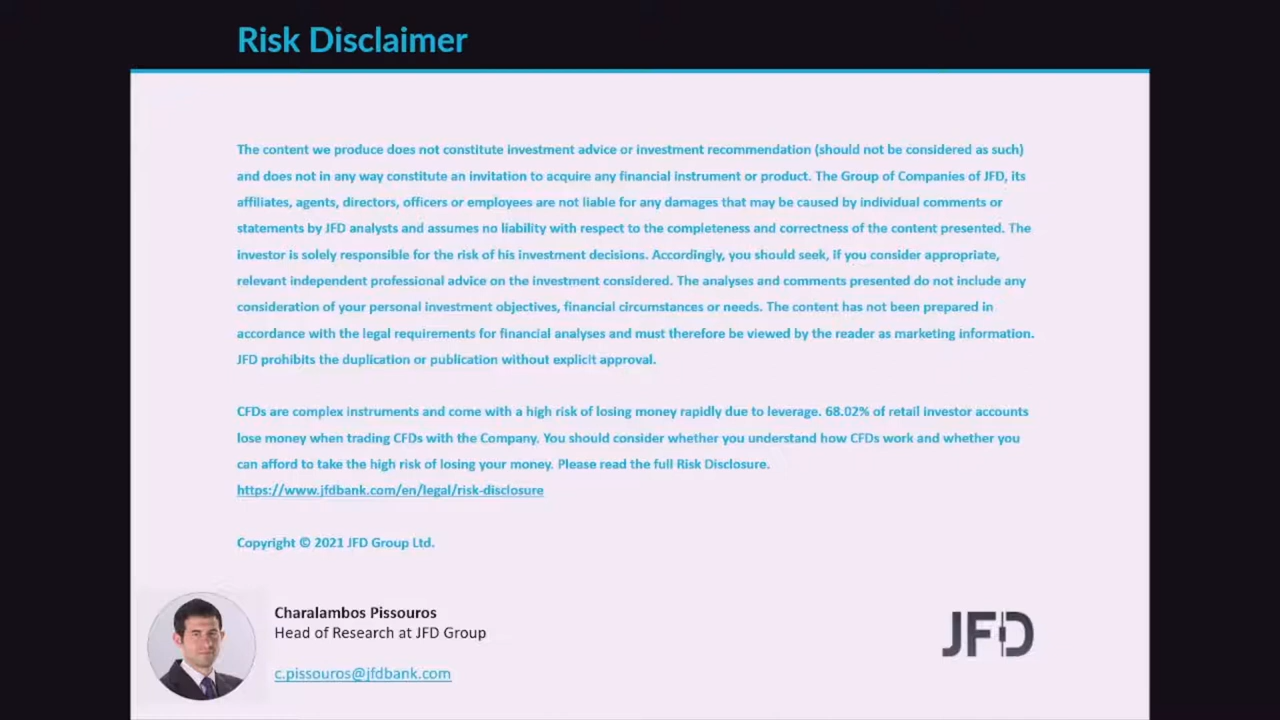 Risk Disclaimer
The content we produce does not constitute investment advice or investment recommendation (should not be considered as such)
and does not in any way constitute an invitation to acquire any financial instrument or product. The Group of Companies of JFD, its
affiliates, agents, directors, officers or employees are not liable for any damages that may be caused by individual comments or
statements by JFD analysts and assumes no liability with respect to the completeness and correctness of the content presented. The
investor is solely responsible for the risk of his investment decisions. Accordingly, you should seek, if you consider appropriate,
relevant independent professional advice on the investment considered. The analyses and comments presented do not include any
consideration of your personal investment objectives, financial circumstances or needs. The content has not been prepared in
accordance with the legal requirements for financial analyses and must therefore be viewed by the reader as marketing information.
JFD prohibits the duplication or publication without explicit approval.
CFDs are complex instruments and come with a high risk of losing money rapidly due to leverage. 68.02% of retail investor accounts
lose money when trading CFDs with the Company. You should consider whether you understand how CFDs work and whether you
can afford to take the high risk of losing your money. Please read the full Risk Disclosure.
https://www.jfdbank.com/en/legal/risk-disclosure
Copyright © 2021 JFD Group Ltd.
Charalambos Pissouros
Head of Research at JFD Group
c.pissouros@jfdbank.com
JFD